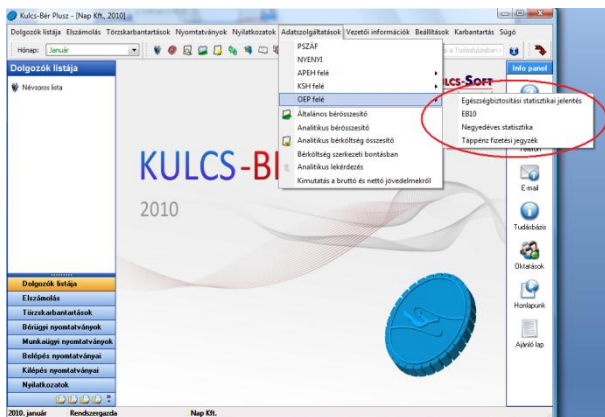 Kulcs-Bér Plusz - [Nap Kft., 2010]
Dolgozók listája Elszámolás Törzskarbantartások Nyomtatványok Nyilatkozatok Adatszolgáltatások Vezetői információk Beállítások Karbantartás Súgó
Hónap: Január
Dolgozók listája
Névsoros lista
PSZÁF
NYENYI
APEH felé
KSH felé
OEP felé
Általános bérösszesítő
Analitikus bérösszesítő
Analitikus bérköltség összesítő
Bérköltség szerkezeti bontásban
Analitikus lekérdezés
Kimutatás a bruttó és nettó jövedelmekről
Egészségbiztosítási statisztikai jelentés
EB10
Negyedéves statisztika
Táppénz fizetési jegyzék
Info panel
Telefon
E-mail
Tudásbázis
Oktatások
Honlapunk
Ajánló lap
2010
Dolgozók listája
Elszámolás
Törzskarbantartások
Bérügyi nyomtatványok
Munkaügyi nyomtatványok
Belépés nyomtatványai
Kilépés nyomtatványai
Nyilatkozatok
2010. január Rendszergazda Nap Kft.